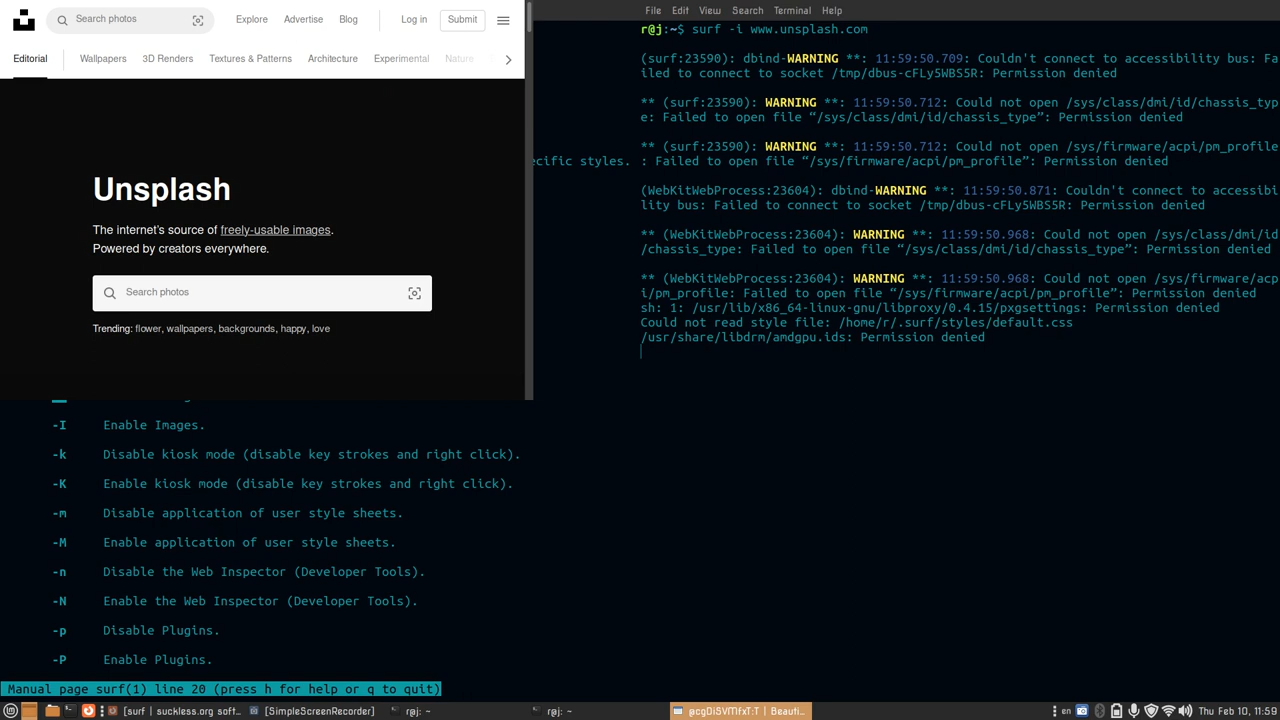 Search photos
Explore
Advertise
Blog
Log in
Submit
Editorial
Wallpapers
3D Renders
Textures & Patterns
Architecture
Experimental
Nature
Unsplash
The internet's source of freely-usable images.
Powered by creators everywhere.
Search photos
Trending: flower, wallpapers, backgrounds, happy, love
File Edit View Search Terminal Help
r@j:~$ surf -i www.unsplash.com
(surf:23590): dbind-WARNING **: 11:59:50.709: Couldn't connect to accessibility bus: Fa
iled to connect to socket /tmp/dbus-cFLy5WBS5R: Permission denied
** (surf:23590): WARNING **: 11:59:50.712: Could not open /sys/class/dmi/id/chassis_typ
e: Failed to open file “/sys/class/dmi/id/chassis_type”: Permission denied
** (surf:23590): WARNING **: 11:59:50.712: Could not open /sys/firmware/acpi/pm_profile
: Failed to open file “/sys/firmware/acpi/pm_profile”: Permission denied
(WebKitWebProcess:23604): dbind-WARNING **: 11:59:50.871: Couldn't connect to accessibi
lity bus: Failed to connect to socket /tmp/dbus-cFLy5WBS5R: Permission denied
** (WebKitWebProcess:23604): WARNING **: 11:59:50.968: Could not open /sys/class/dmi/id
/chassis_type: Failed to open file “/sys/class/dmi/id/chassis_type”: Permission denied
** (WebKitWebProcess:23604): WARNING **: 11:59:50.968: Could not open /sys/firmware/acp
i/pm_profile: Failed to open file “/sys/firmware/acpi/pm_profile”: Permission denied
sh: 1: /usr/lib/x86_64-linux-gnu/libproxy/0.4.15/pxgsettings: Permission denied
Could not read style file: /home/r/.surf/styles/default.css
/usr/share/libdrm/amdgpu.ids: Permission denied
ecific styles.
-I Enable Images.
-k Disable kiosk mode (disable key strokes and right click).
-K Enable kiosk mode (disable key strokes and right click).
-m Disable application of user style sheets.
-M Enable application of user style sheets.
-n Disable the Web Inspector (Developer Tools).
-N Enable the Web Inspector (Developer Tools).
-p Disable Plugins.
-P Enable Plugins.
Manual page surf(1) line 20 (press h for help or q to quit)
[surf | suckless.org soft...
[SimpleScreenRecorder]
r@j: ~
r@j: ~
@cgDiSVMfxT:T | Beauti...
en
Thu Feb 10, 11:59